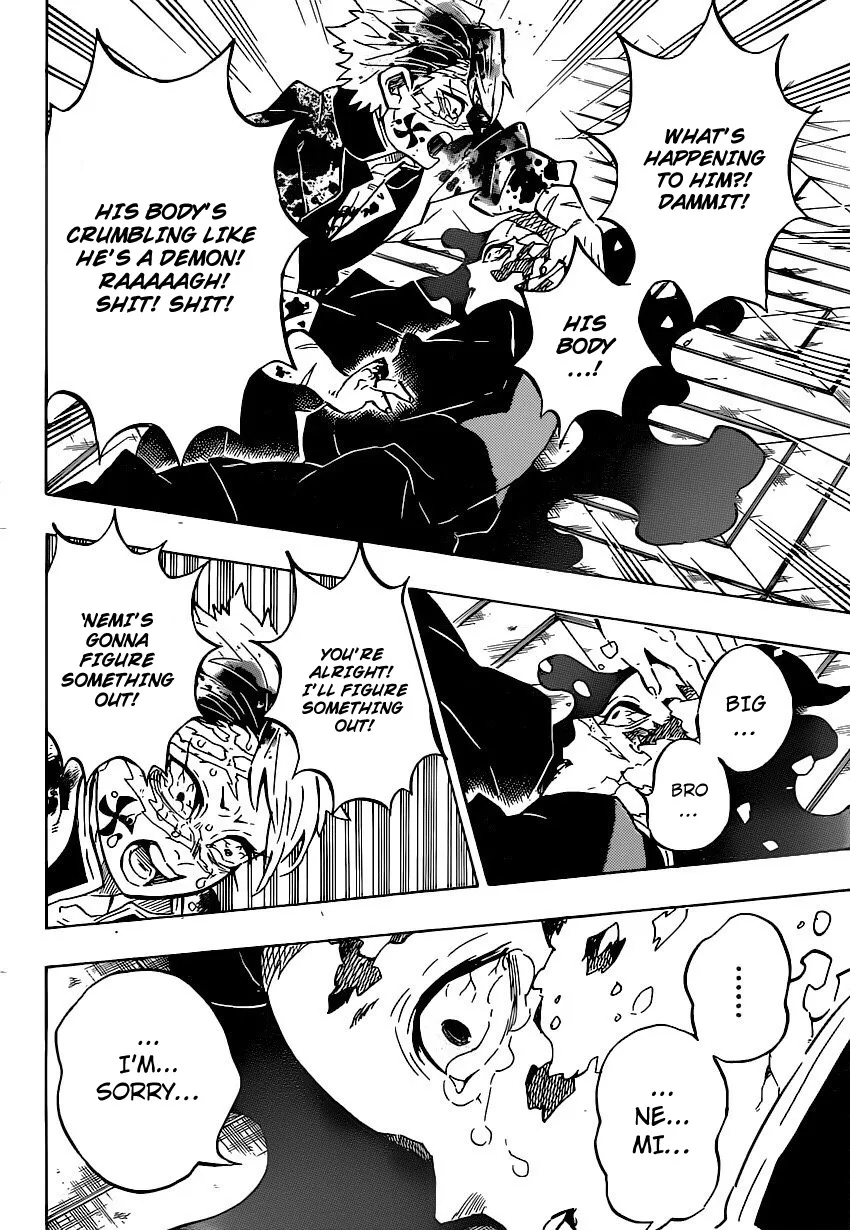 WHAT'S
HAPPENING
TO HIM?!
DAMMIT!
HIS
BODY
...!
HIS BODY'S
CRUMBLING LIKE
HE'S A DEMON!
RAAAAAGH!
SHIT! SHIT!
BIG
...
BRO
...
YOU'RE
ALRIGHT!
I'LL FIGURE
SOMETHING
OUT!
'NEMI'S
GONNA
FIGURE
SOMETHING
OUT!
......
...
NE...
MI...
...
I'M...
SORRY...